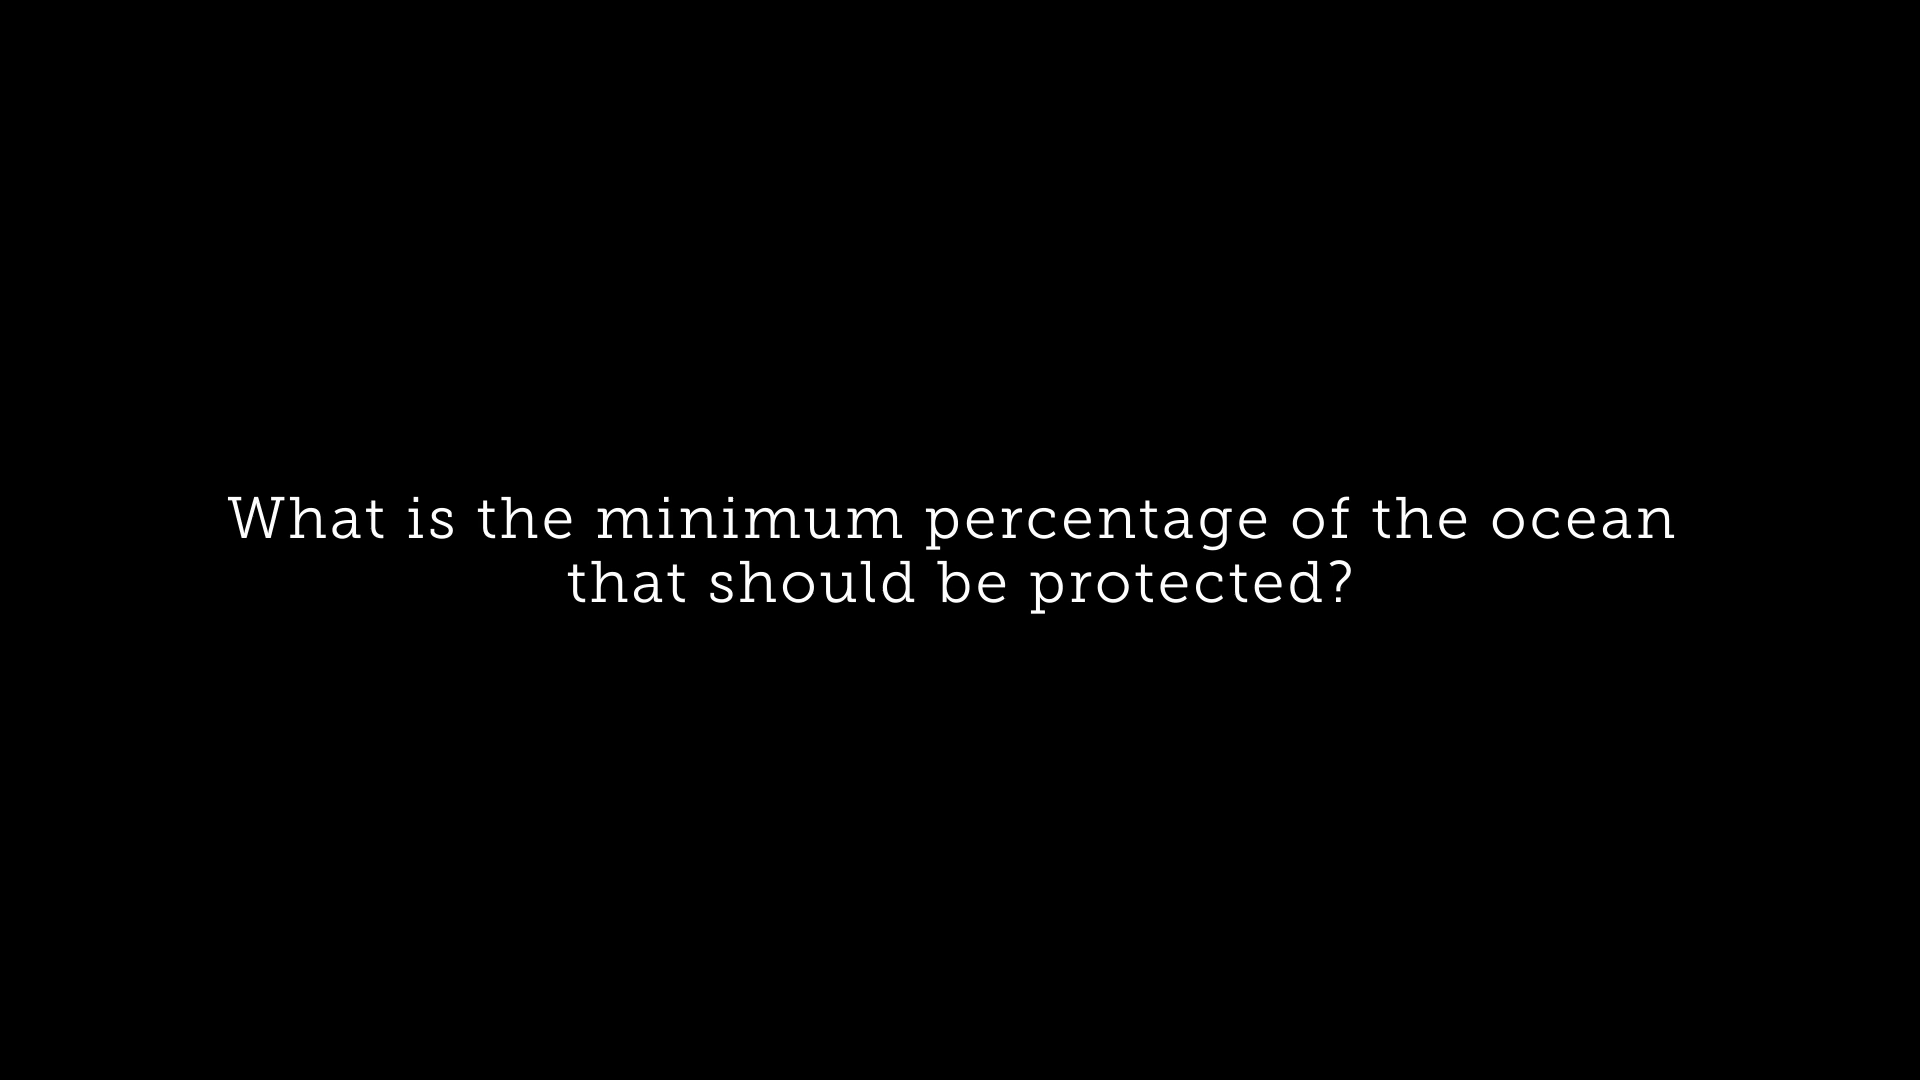 What is the minimum percentage of the ocean
that should be protected?